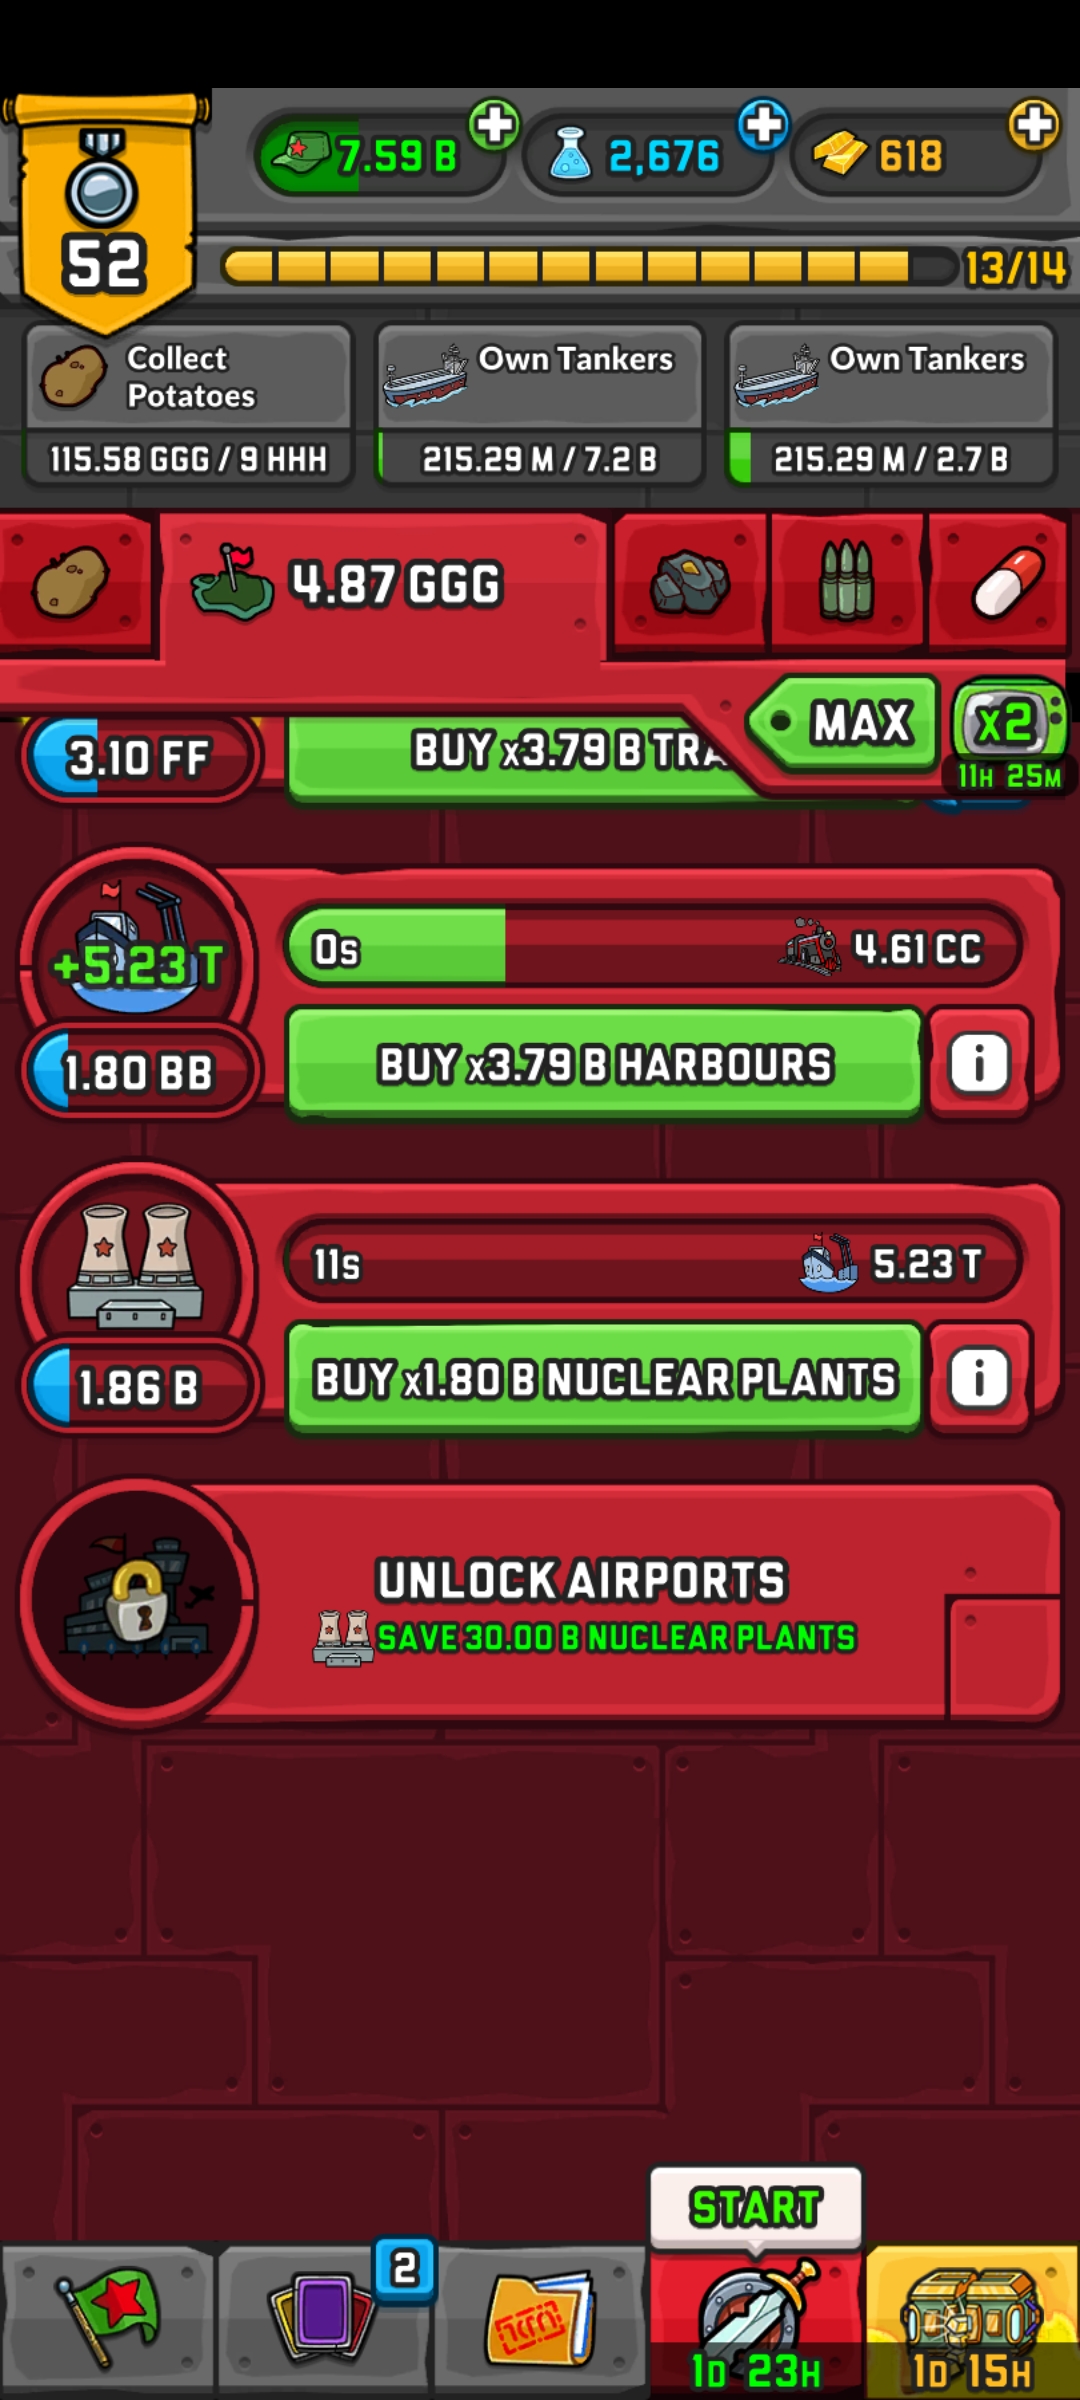 52
7.59 B
2,676
618
13/14
Collect
Potatoes
115.58 GGG / 9 HHH
Own Tankers
215.29 M / 7.2 B
Own Tankers
215.29 M / 2.7 B
4.87 GGG
MAX
x2
11H 25M
3.10 FF
BUY x3.79 B TRA
+5.23 T
0s
4.61 CC
1.80 BB
BUY x3.79 B HARBOURS
i
11s
5.23 T
1.86 B
BUY x1.80 B NUCLEAR PLANTS
i
UNLOCK AIRPORTS
SAVE 30.00 B NUCLEAR PLANTS
START
2
1D 23H
1D 15H